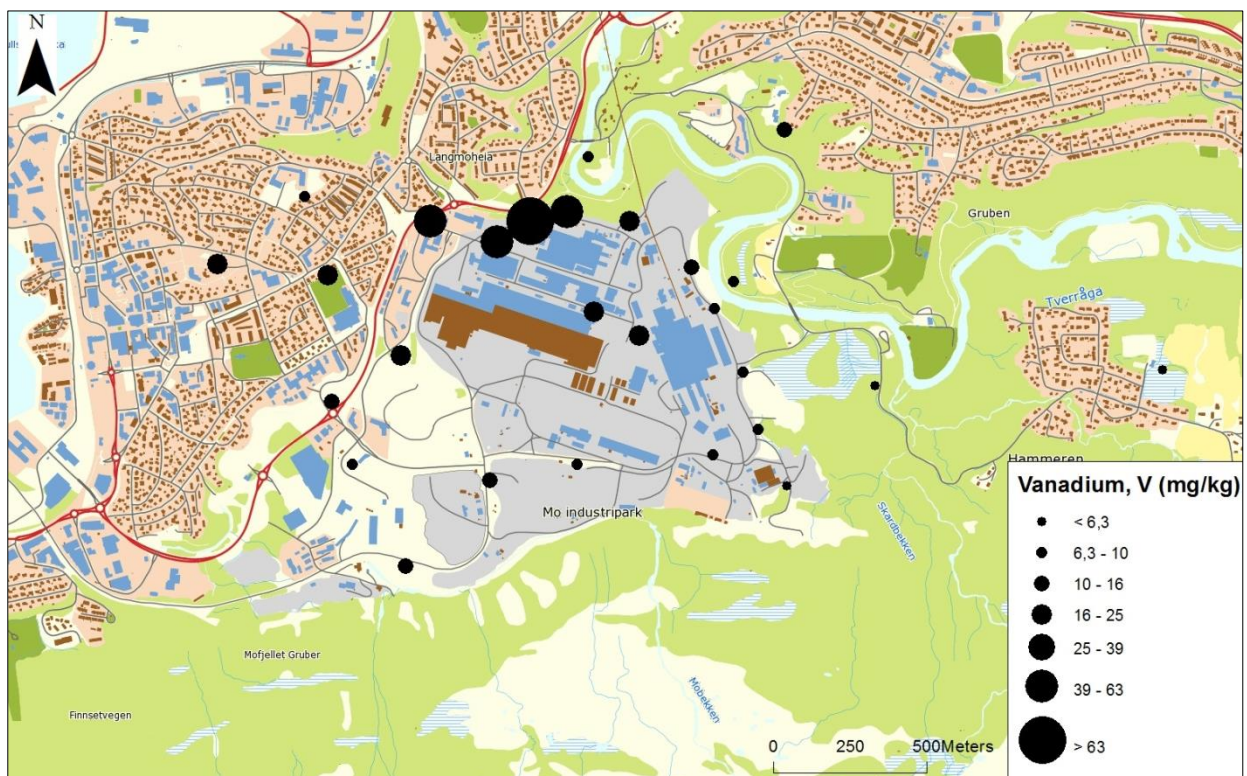 N
Langmoheia
Gruben
Tverråga
Hammeren
Mo industripark
Skardbekken
Mofjellet Gruber
Mobekken
Finnsetvegen
Vanadium, V (mg/kg)
< 6,3
6,3 - 10
10 - 16
16 - 25
25 - 39
39 - 63
> 63
0 250 500Meters